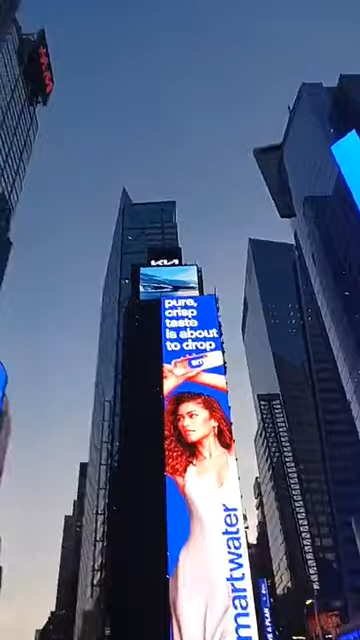 KIA
pure,
crisp
taste
is about
to drop
smartwater